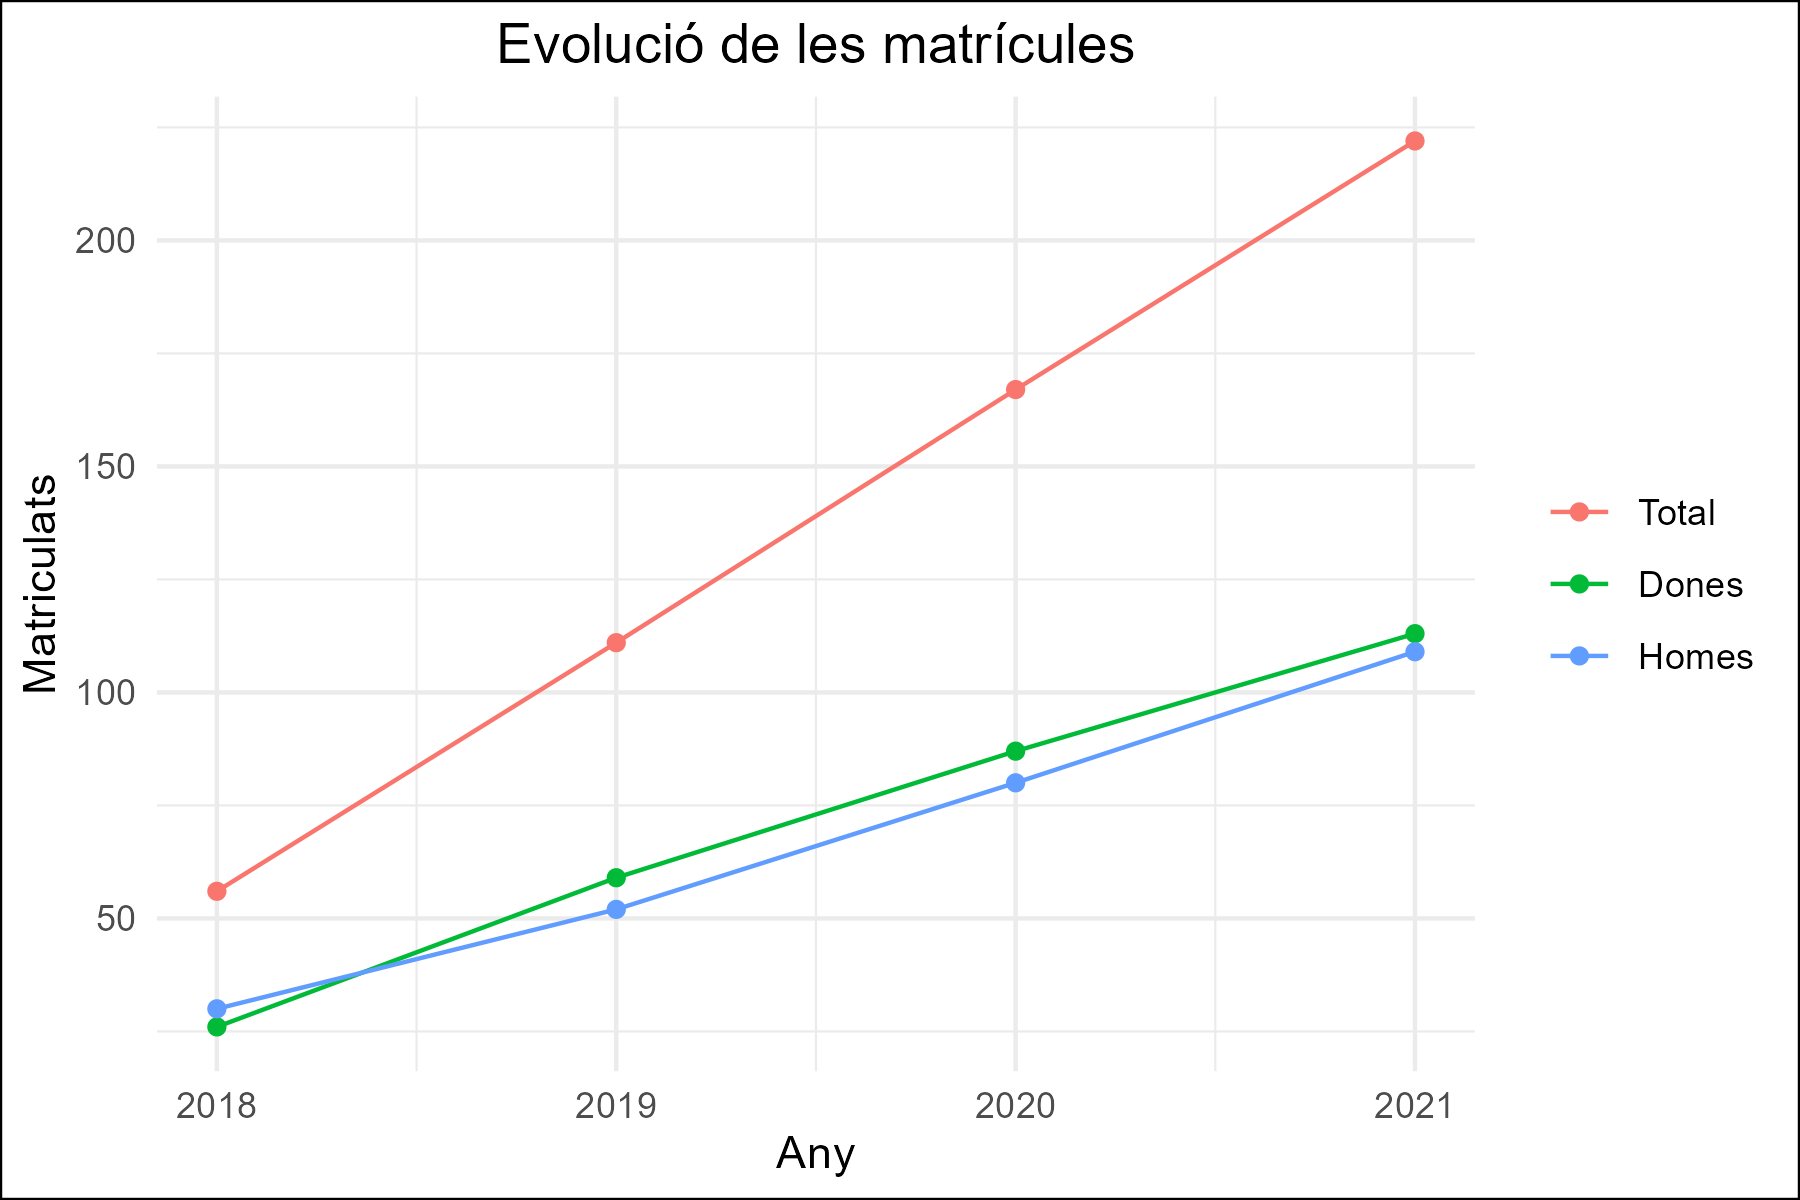 Evolució de les matrícules
Matriculats
200
150
100
50
2018
2019
2020
2021
Any
Total
Dones
Homes